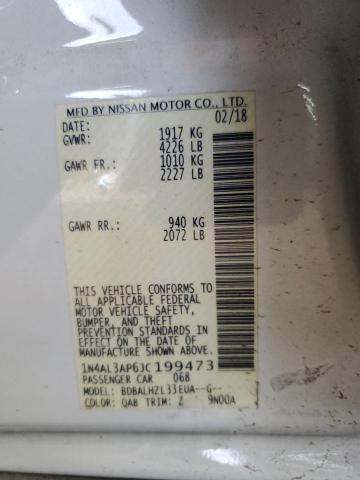 MFD BY NISSAN MOTOR CO., LTD.
DATE: 02/18
GVWR: 1917 KG
4226 LB
GAWR FR.: 1010 KG
2227 LB
GAWR RR.: 940 KG
2072 LB
THIS VEHICLE CONFORMS TO
ALL APPLICABLE FEDERAL
MOTOR VEHICLE SAFETY,
BUMPER, AND THEFT
PREVENTION STANDARDS IN
EFFECT ON THE DATE OF
MANUFACTURE SHOWN ABOVE.
1N4AL3AP6JC199473
PASSENGER CAR 068
MODEL: BDBALHZL33EUA--G--
COLOR: QAB TRIM: Z 9N00A